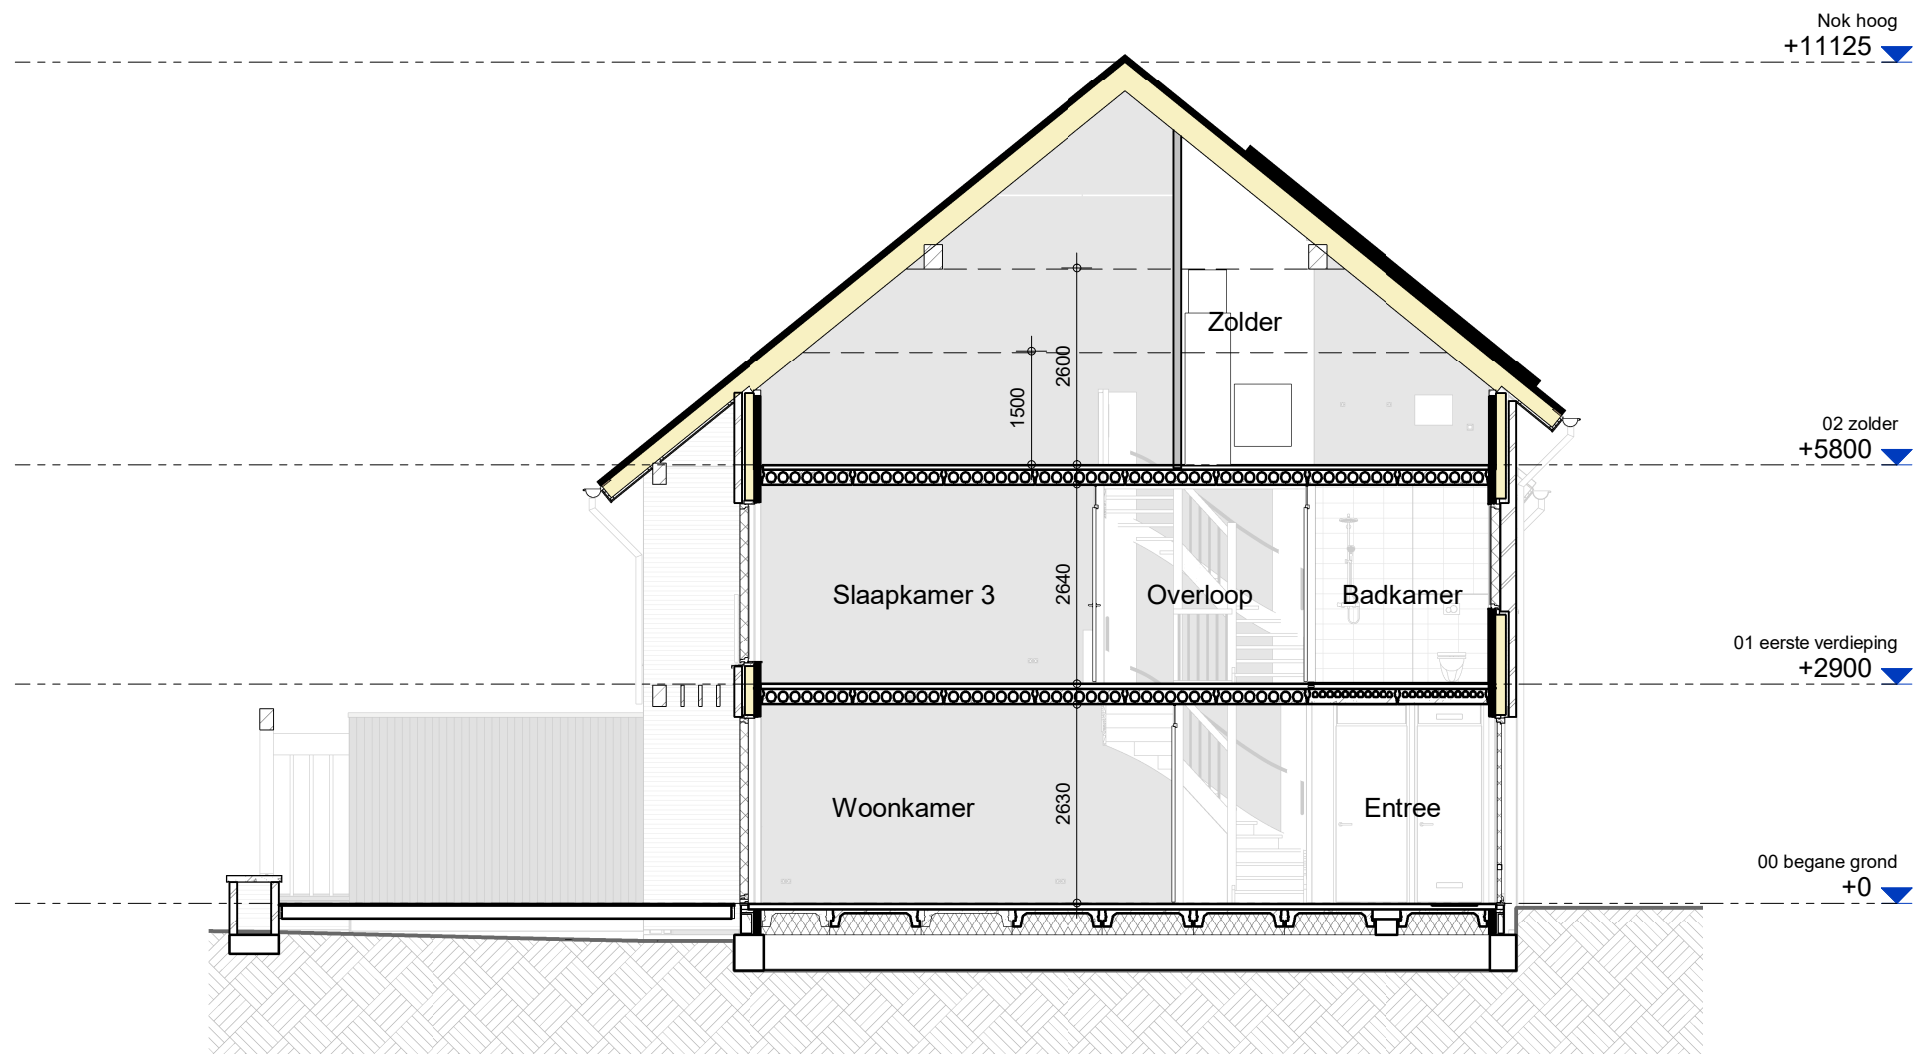 Nok hoog
+11125
Zolder
2600
1500
02 zolder
+5800
Slaapkamer 3
2640
Overloop
Badkamer
01 eerste verdieping
+2900
Woonkamer
2630
Entree
00 begane grond
+0